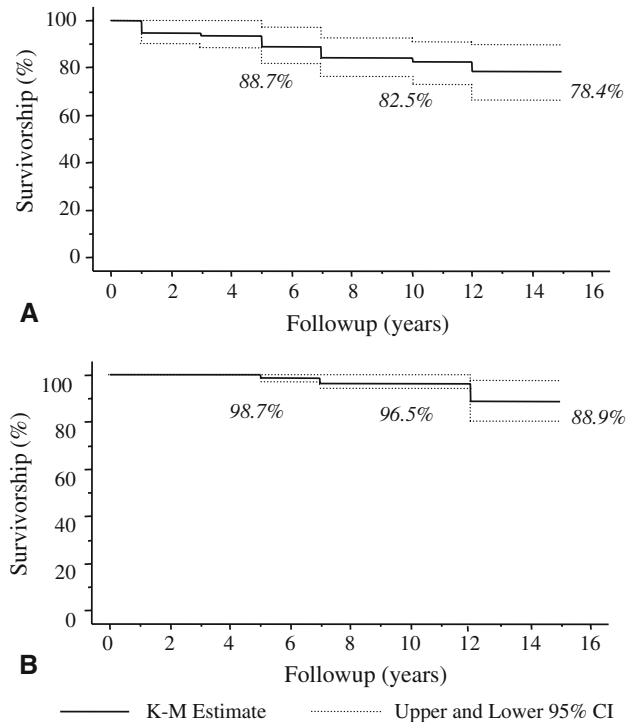 100
80
60
40
20
0
Survivorship (%)
88.7%
82.5%
78.4%
0 2 4 6 8 10 12 14 16
A
Followup (years)
100
80
60
40
20
0
Survivorship (%)
98.7%
96.5%
88.9%
0 2 4 6 8 10 12 14 16
B
Followup (years)
K-M Estimate
Upper and Lower 95% CI